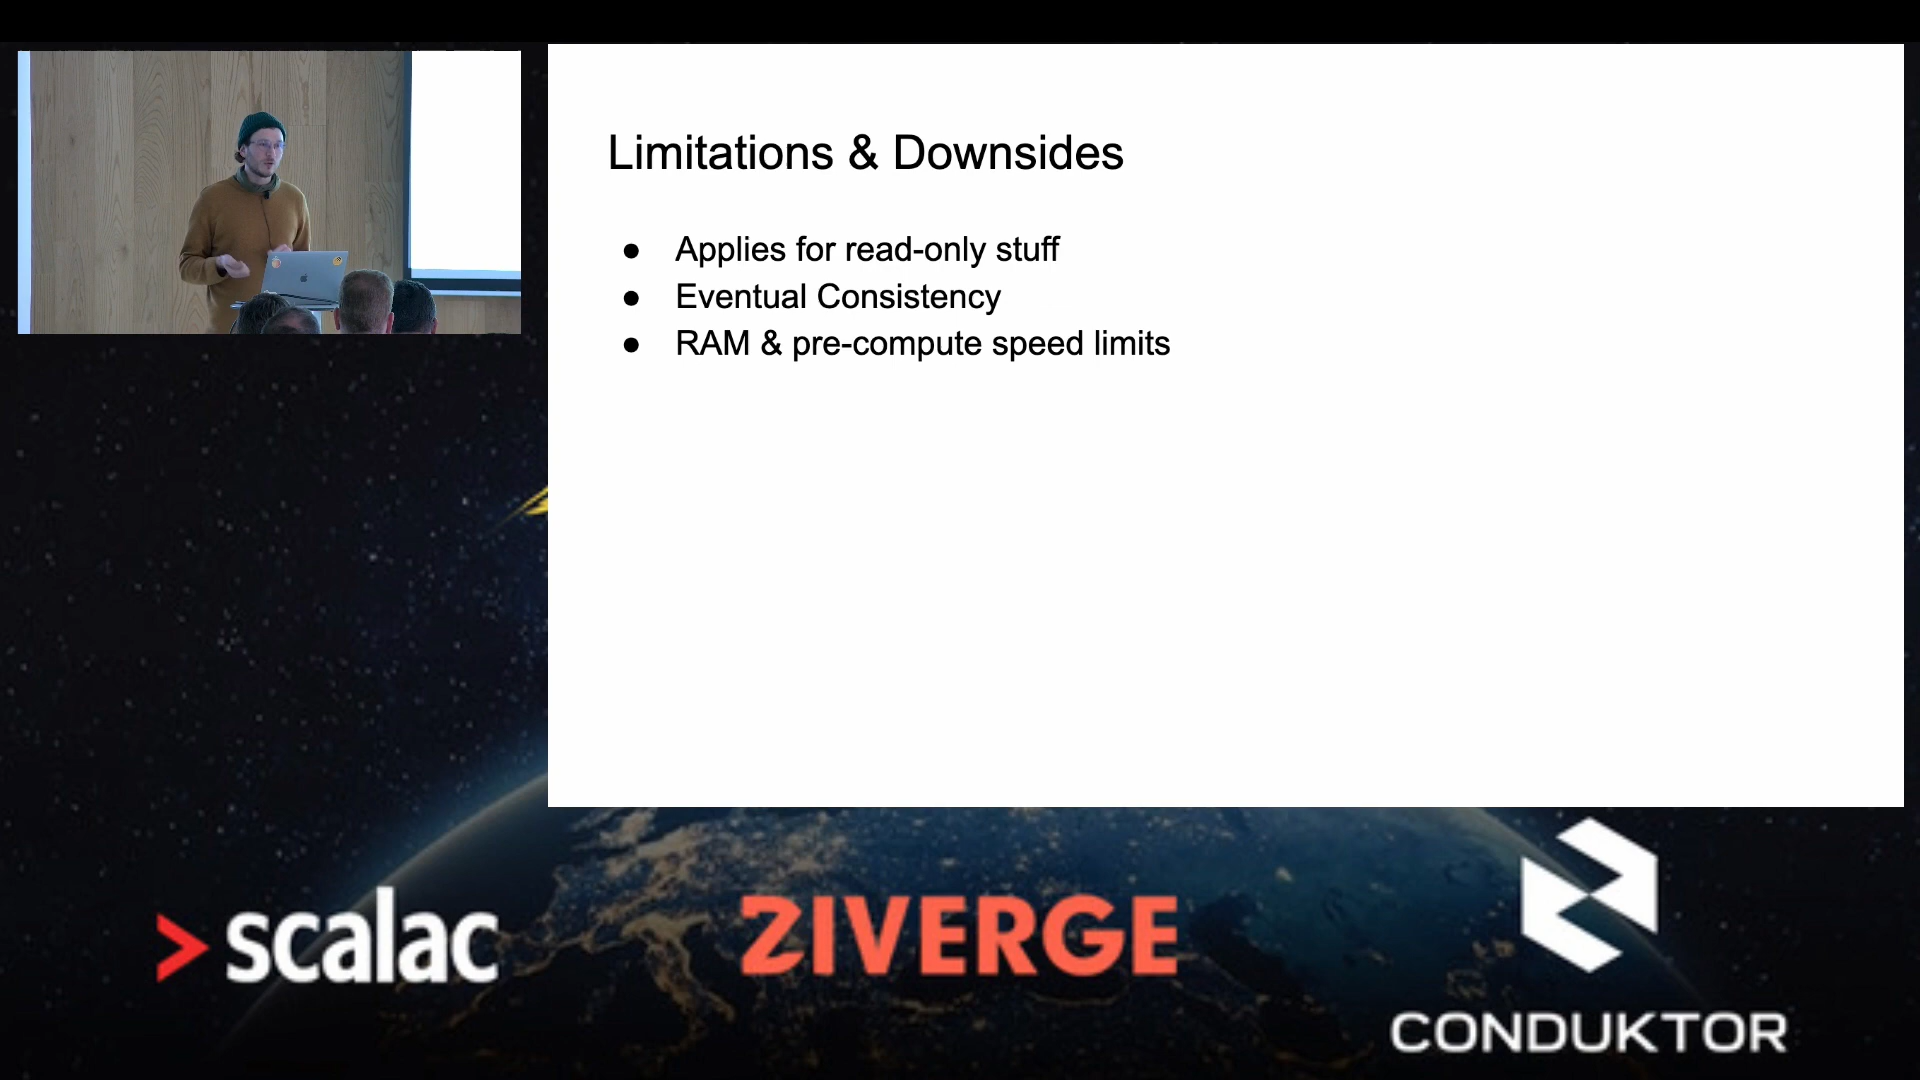 Limitations & Downsides
● Applies for read-only stuff
● Eventual Consistency
● RAM & pre-compute speed limits
scalac
ZIVERGE
CONDUKTOR